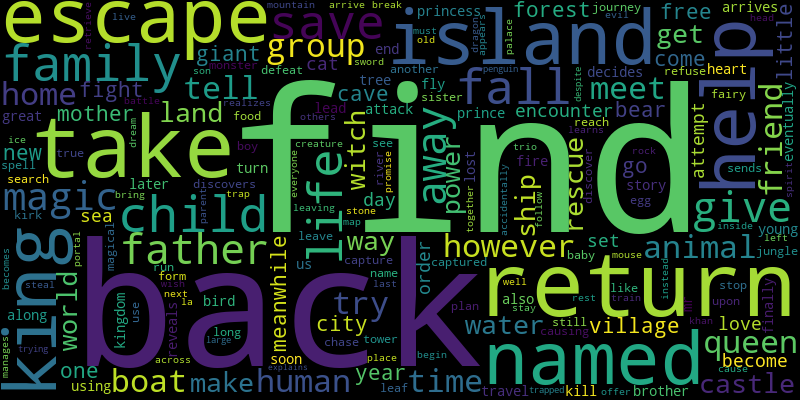 escape
save
princess
forest
journey
free
arrives
mountain
arrive break
live
retrieve
island
group
giant
family
tell
cat
end
must
old
dragon
appears
palace
evil
head
get
come
little
son
monster
defeat
sword
another
tree
fly
sister
penguin
fall
decides
refuse
heart
meet
despite
help
home
fight
cave
attack
mother
great
battle
realizes
food
lead
others
land
prince
encounter
bear
fairy
attempt
friend
eventually
spirit
reach
learns
take
find
new
ice
true
dream
boy
creature
see
witch
away
power
lost
trio
fire
rock
discover
go
story
egg
sends
spell
turn
search
discovers
everyone
life
river
promise
together
ship
accidentally
rescue
magic
later
bring
trap
child
day
stone
map
follow
give
young
kirk
sea
parents
leaving
inside
portal
magical
father
leave
us
way
order
however
set
animal
left
jungle
king
becomes
steal
world
run
form
wish
next
la
meanwhile
capture
captured
name
last
baby
mouse
instead
stop
back
return
along
kingdom
use
bird
reveals
long
large
try
city
chase
tower
plan
also
well
stay
rest
like
train
mr
khan
upon
finally
manages
trying
across
soon
explains
place
begin
water
still
causing
village
love
queen
one
using
boat
make
human
year
leaf
time
named
become
cause
castle
travel
trapped
kill
offer
brother